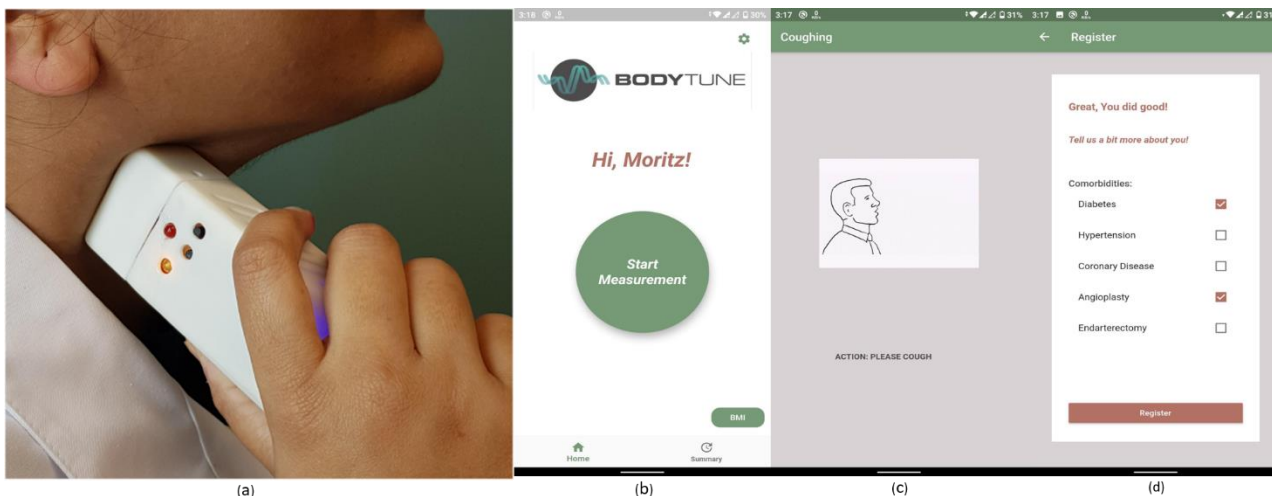 3:18 30%
BODYTUNE
Hi, Moritz!
Start
Measurement
BMI
Home Summary
(b)
3:17 31%
Coughing
ACTION: PLEASE COUGH
(c)
3:17 31
Register
Great, You did good!
Tell us a bit more about you!
Comorbidities:
Diabetes
Hypertension
Coronary Disease
Angioplasty
Endarterectomy
Register
(d)
(a)